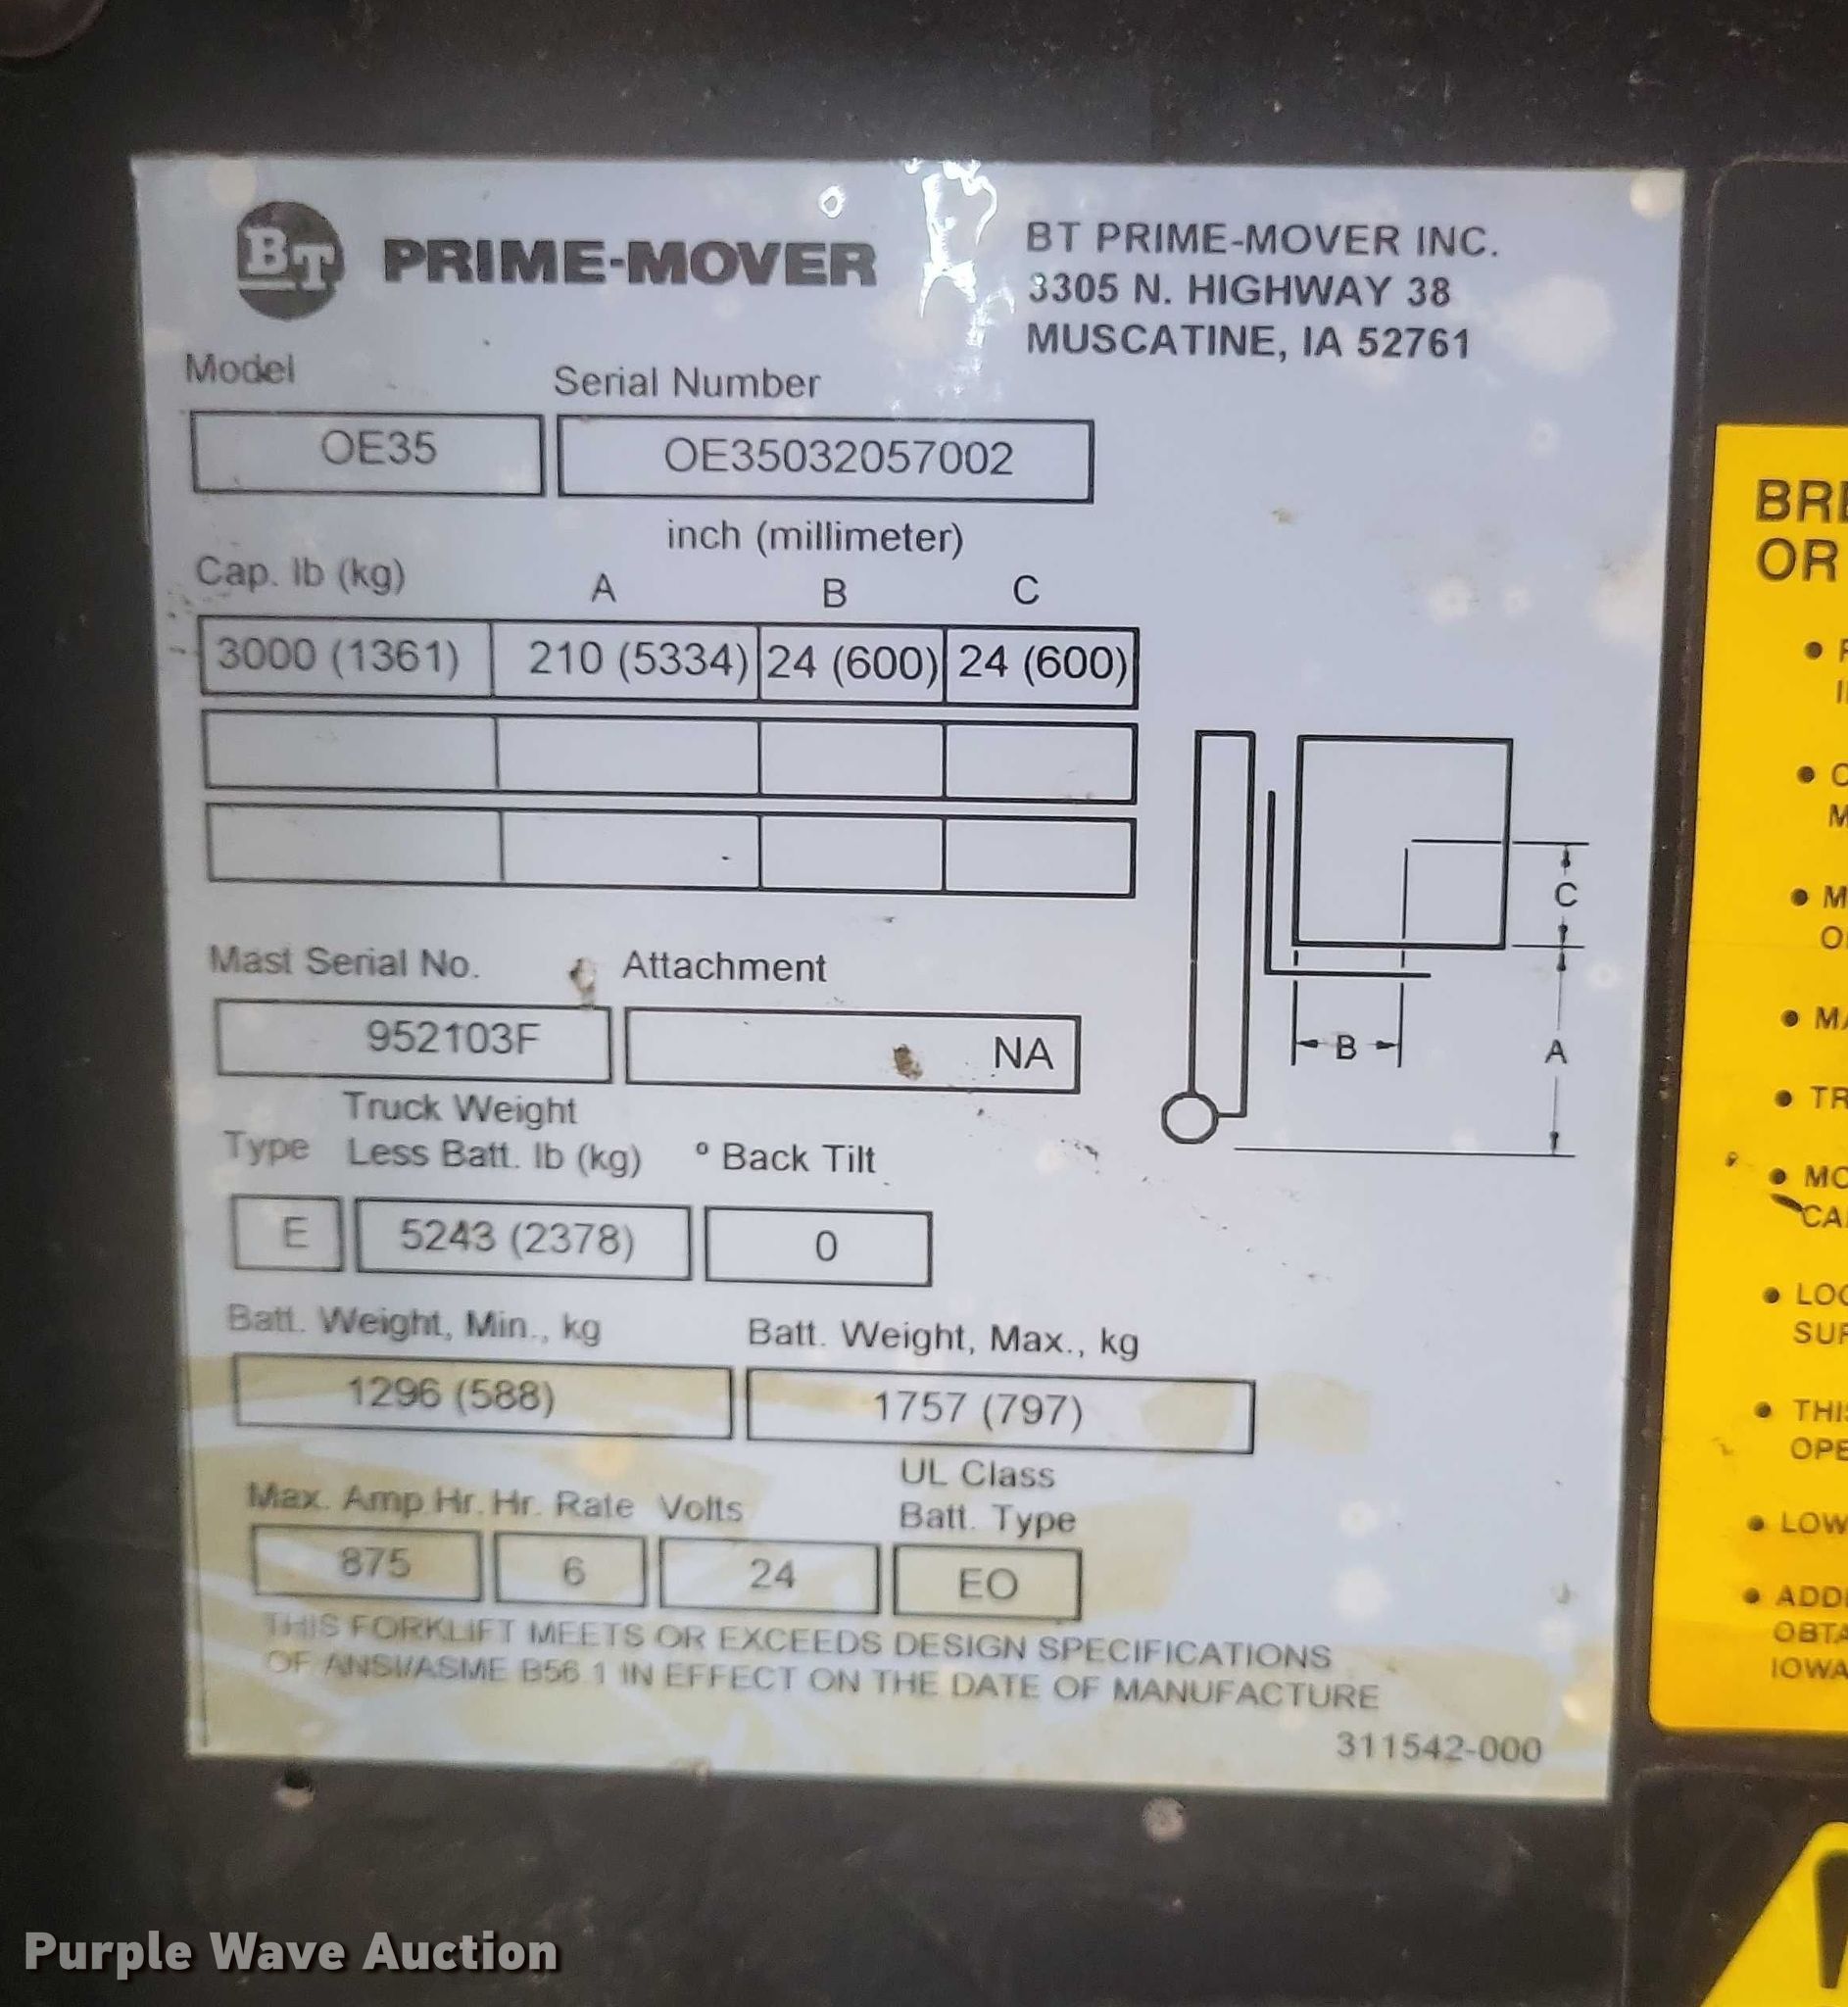 BT PRIME-MOVER
BT PRIME-MOVER INC.
3305 N. HIGHWAY 38
MUSCATINE, IA 52761
Model
Serial Number
OE35
OE35032057002
inch (millimeter)
Cap. lb (kg)
A
B
C
3000 (1361)
210 (5334)
24 (600)
24 (600)
C
B
A
Mast Serial No.
Attachment
952103F
NA
Truck Weight
Type
Less Batt. lb (kg)
º Back Tilt
E
5243 (2378)
0
Batt. Weight, Min., kg
Batt. Weight, Max., kg
1296 (588)
1757 (797)
UL Class
Max. Amp Hr. Hr. Rate Volts
Batt. Type
875
6
24
EO
THIS FORKLIFT MEETS OR EXCEEDS DESIGN SPECIFICATIONS
OF ANSI/ASME B56.1 IN EFFECT ON THE DATE OF MANUFACTURE
311542-000
OR
LOW
IOWA
Purple Wave Auction